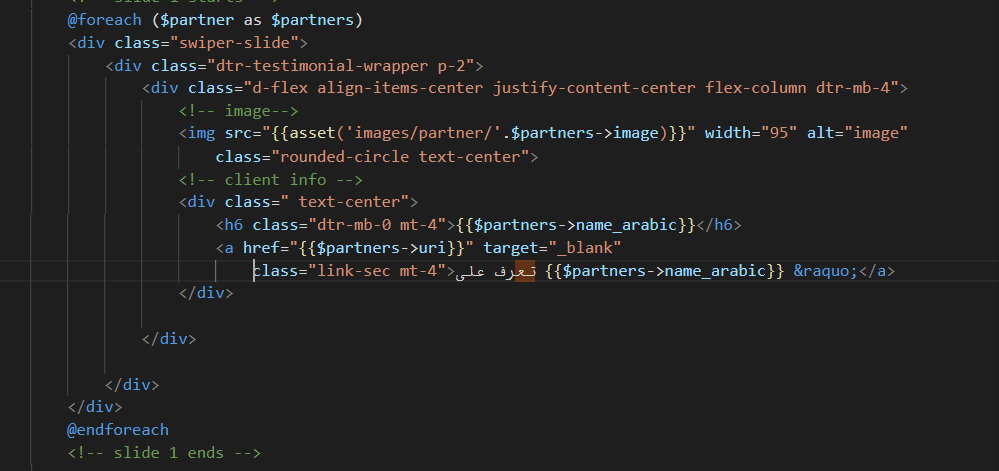 <!-- slide 1 starts -->
@foreach ($partner as $partners)
<div class="swiper-slide">
<div class="dtr-testimonial-wrapper p-2">
<div class="d-flex align-items-center justify-content-center flex-column dtr-mb-4">
<!-- image-->
<img src="{{asset('images/partner/'.$partners->image)}}" width="95" alt="image"
class="rounded-circle text-center">
<!-- client info -->
<div class=" text-center">
<h6 class="dtr-mb-0 mt-4">{{$partners->name_arabic}}</h6>
<a href="{{$partners->uri}}" target="_blank"
class="link-sec mt-4">تعرف على {{$partners->name_arabic}} &raquo;</a>
</div>
</div>
</div>
</div>
@endforeach
<!-- slide 1 ends -->